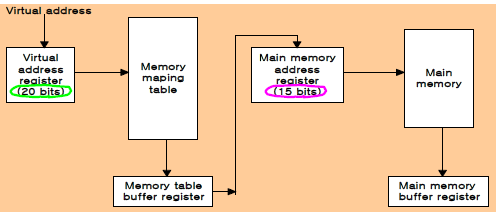 Virtual address
Virtual
address
register
(20 bits)
Memory
maping
table
Main memory
address
register
(15 bits)
Main
memory
Memory table
buffer register
Main memory
buffer register